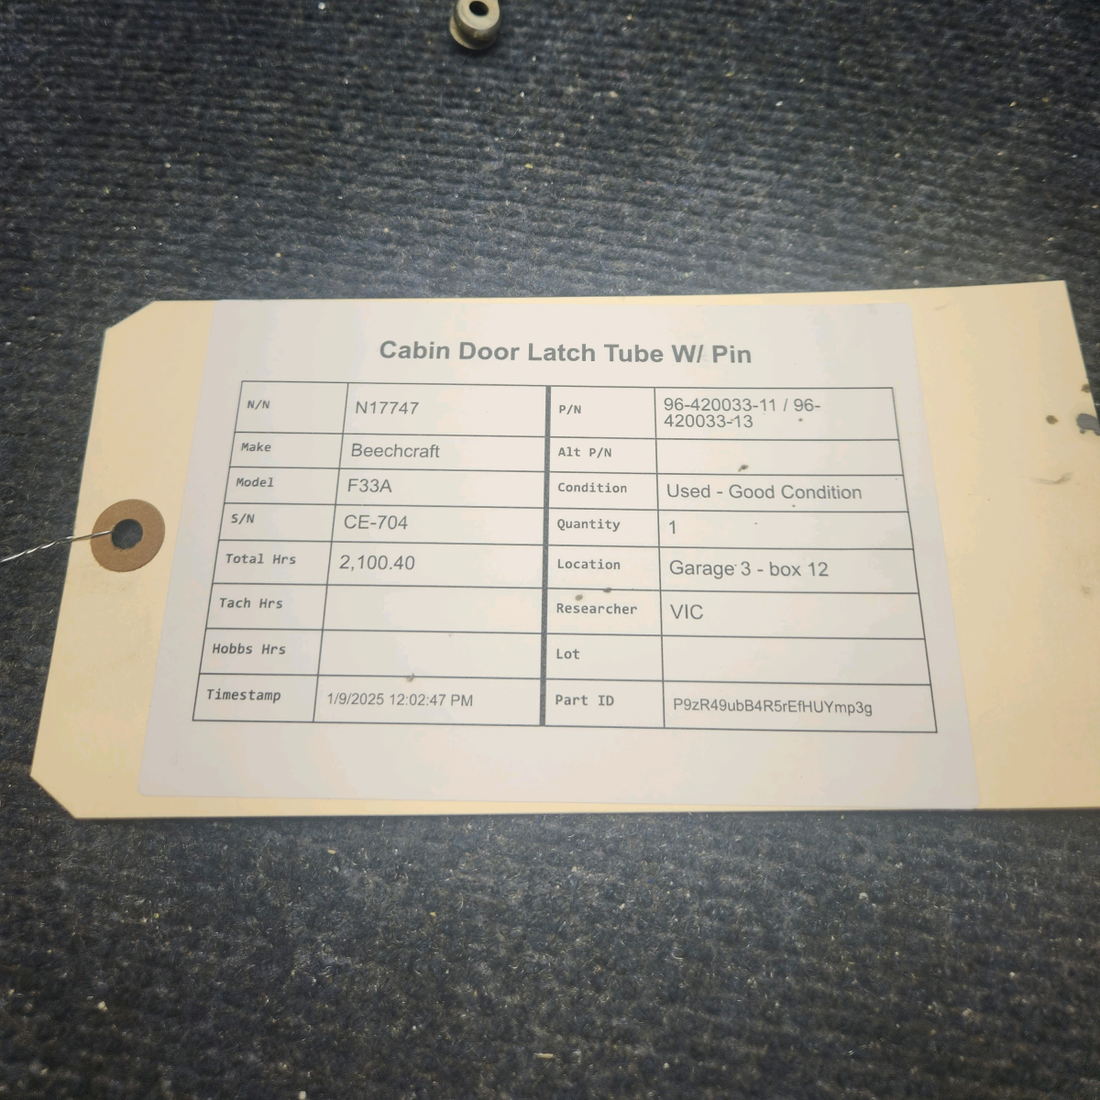 Cabin Door Latch Tube W/ Pin
N/N N17747 P/N 96-420033-11 / 96-
420033-13
Make Beechcraft Alt P/N
Model F33A Condition Used - Good Condition
S/N CE-704 Quantity 1
Total Hrs 2,100.40 Location Garage 3 - box 12
Tach Hrs Researcher VIC
Hobbs Hrs Lot
Timestamp 1/9/2025 12:02:47 PM Part ID P9zR49ubB4R5rEfHUYmp3g